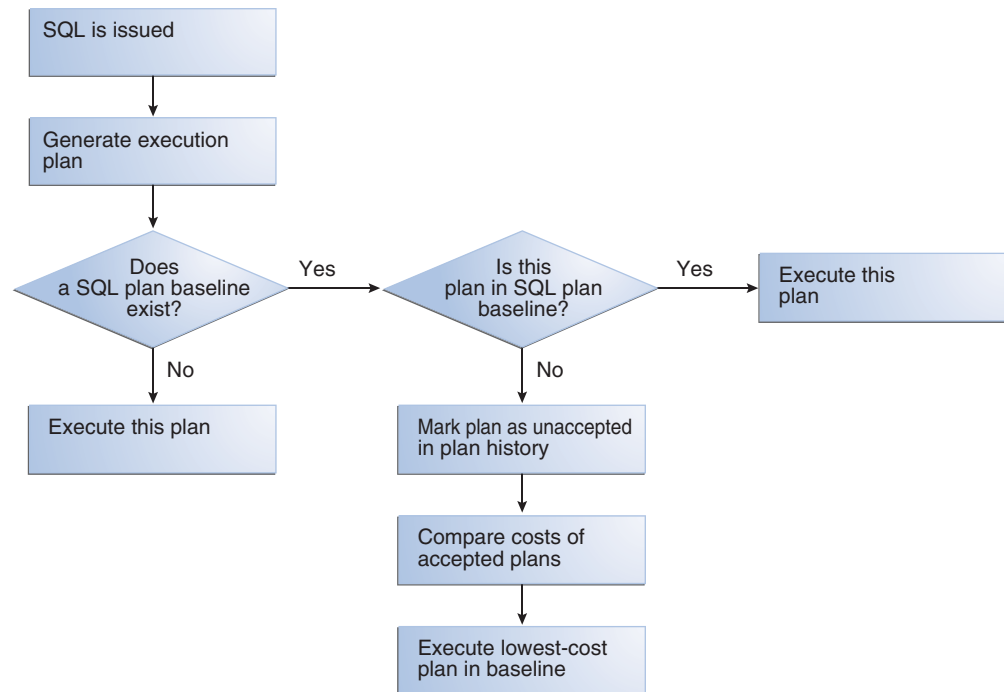 SQL is issued
Generate execution
plan
Does
a SQL plan baseline
exist?
Yes
Is this
plan in SQL plan
baseline?
Yes
Execute this
plan
No
Execute this plan
No
Mark plan as unaccepted
in plan history
Compare costs of
accepted plans
Execute lowest-cost
plan in baseline